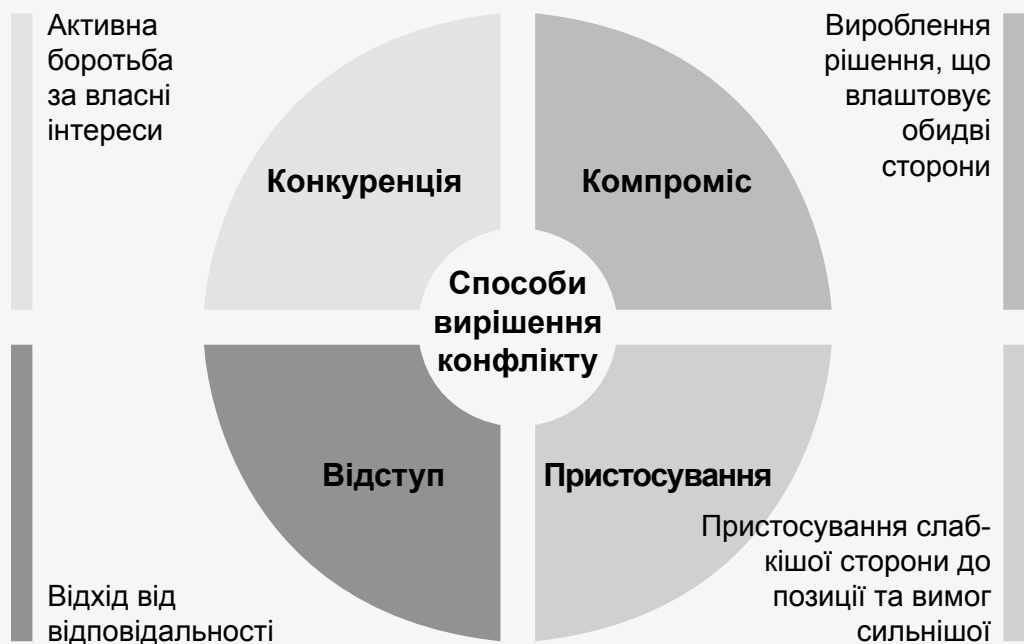 Активна
боротьба
за власні
інтереси
Вироблення
рішення, що
влаштовує
обидві
сторони
Конкуренція
Компроміс
Способи
вирішення
конфлікту
Відступ
Пристосування
Відхід від
відповідальності
Пристосування слаб-
кішої сторони до
позиції та вимог
сильнішої